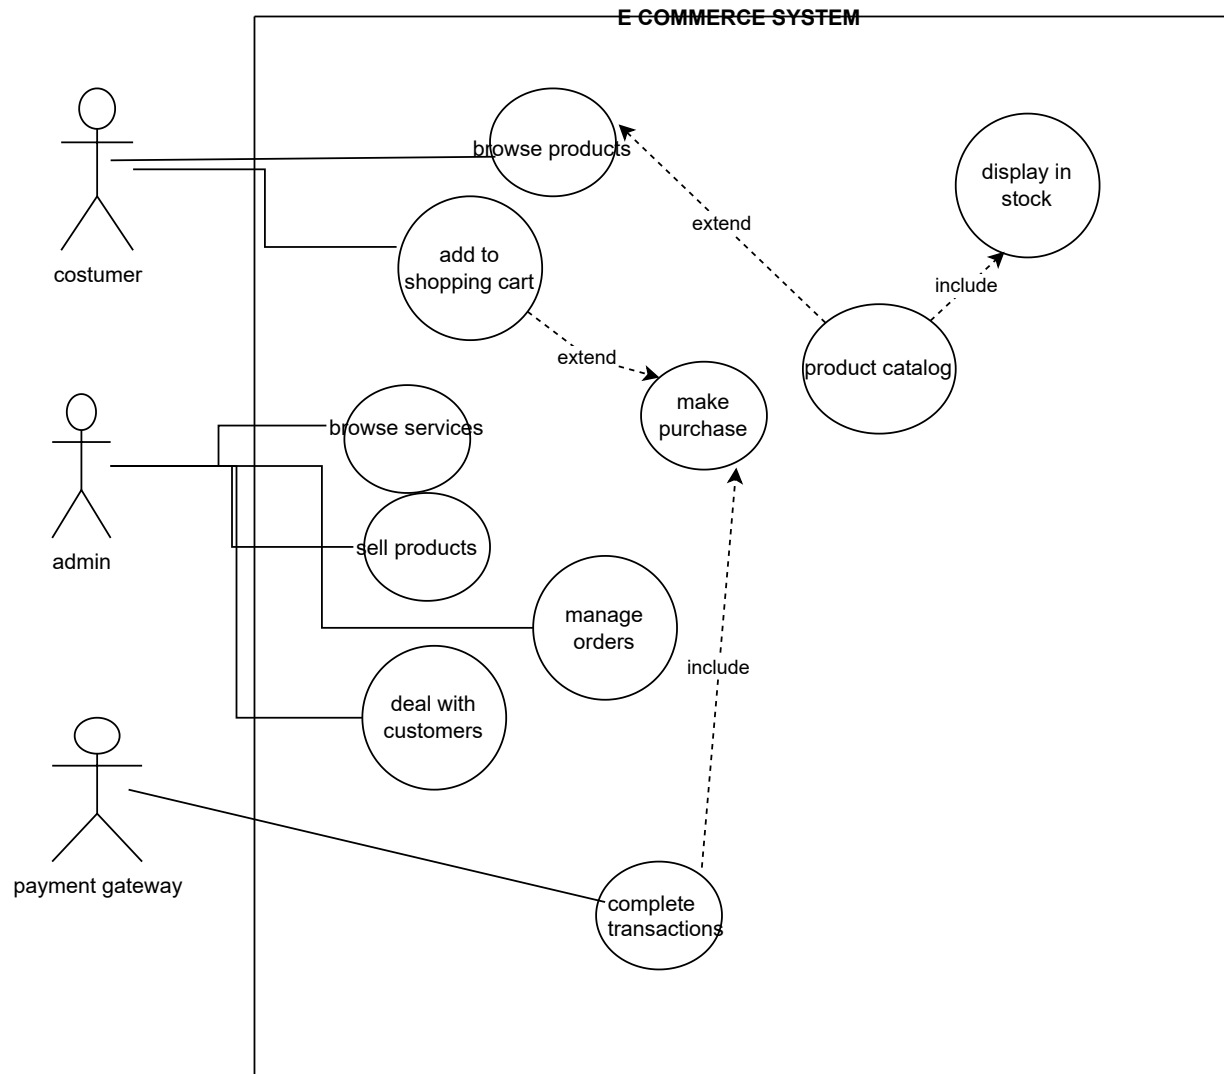 E COMMERCE SYSTEM
browse products
display in
stock
extend
add to
shopping cart
costumer
include
extend
product catalog
make
purchase
browse services
sell products
admin
manage
orders
include
deal with
customers
payment gateway
complete
transactions